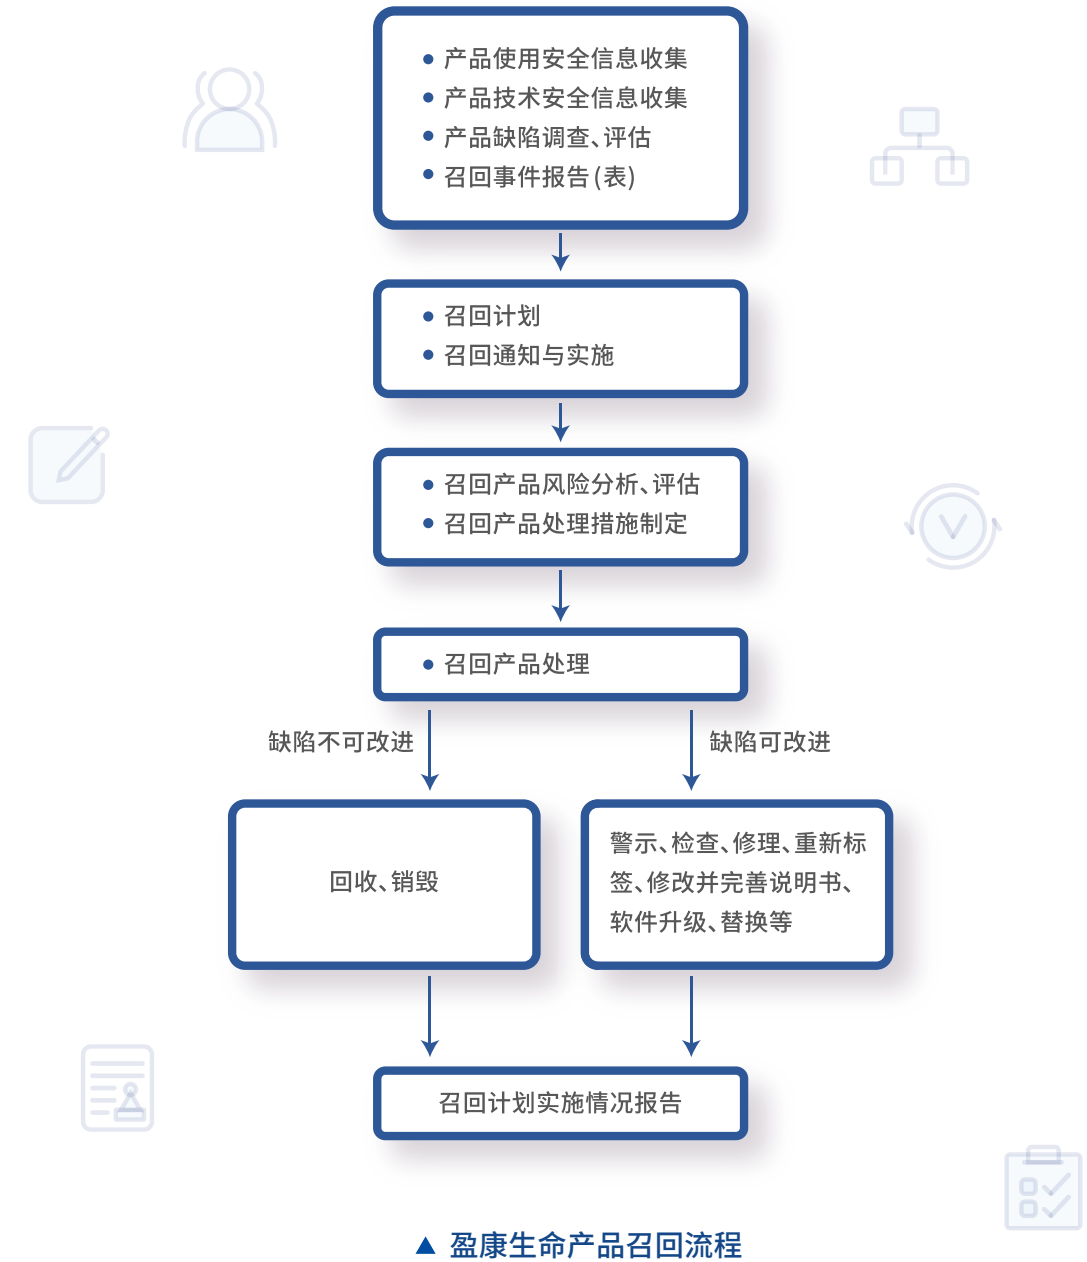 产品使用安全信息收集
产品技术安全信息收集
产品缺陷调查、评估
召回事件报告(表)
召回计划
召回通知与实施
召回产品风险分析、评估
召回产品处理措施制定
召回产品处理
缺陷不可改进
缺陷可改进
回收、销毁
警示、检查、修理、重新标
签、修改并完善说明书、
软件升级、替换等
召回计划实施情况报告
▲ 盈康生命产品召回流程